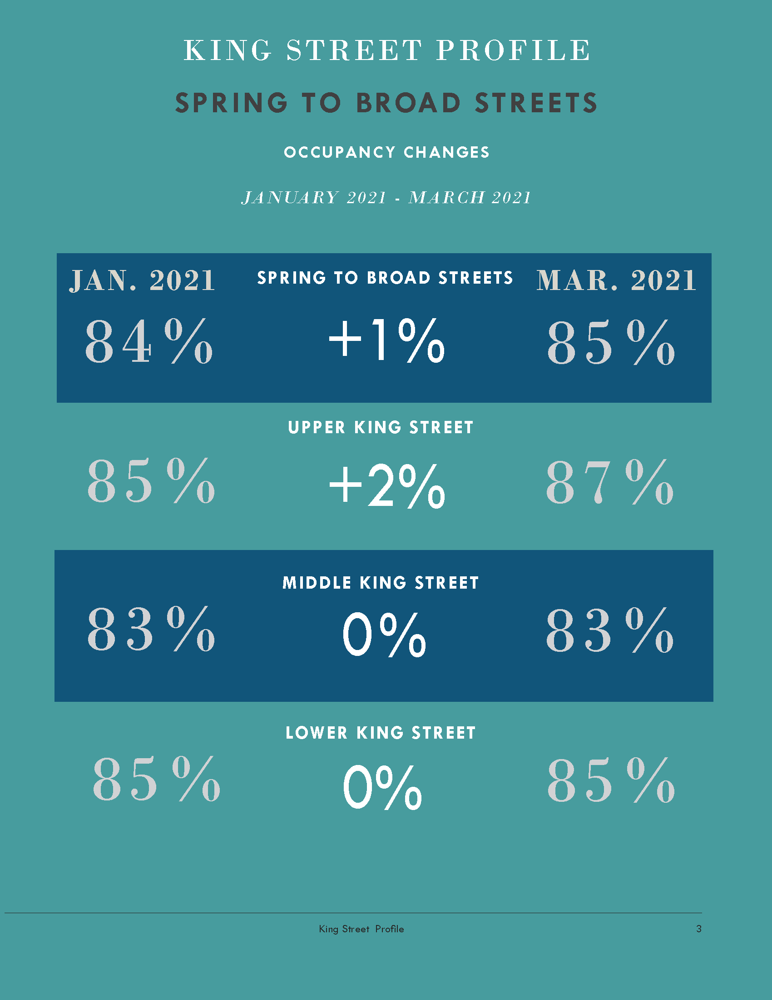 KING STREET PROFILE
SPRING TO BROAD STREETS
OCCUPANCY CHANGES
JANUARY 2021 - MARCH 2021
JAN. 2021 SPRING TO BROAD STREETS MAR. 2021
84% +1% 85%
UPPER KING STREET
85% +2% 87%
MIDDLE KING STREET
83% 0% 83%
LOWER KING STREET
85% 0% 85%
King Street Profile 3